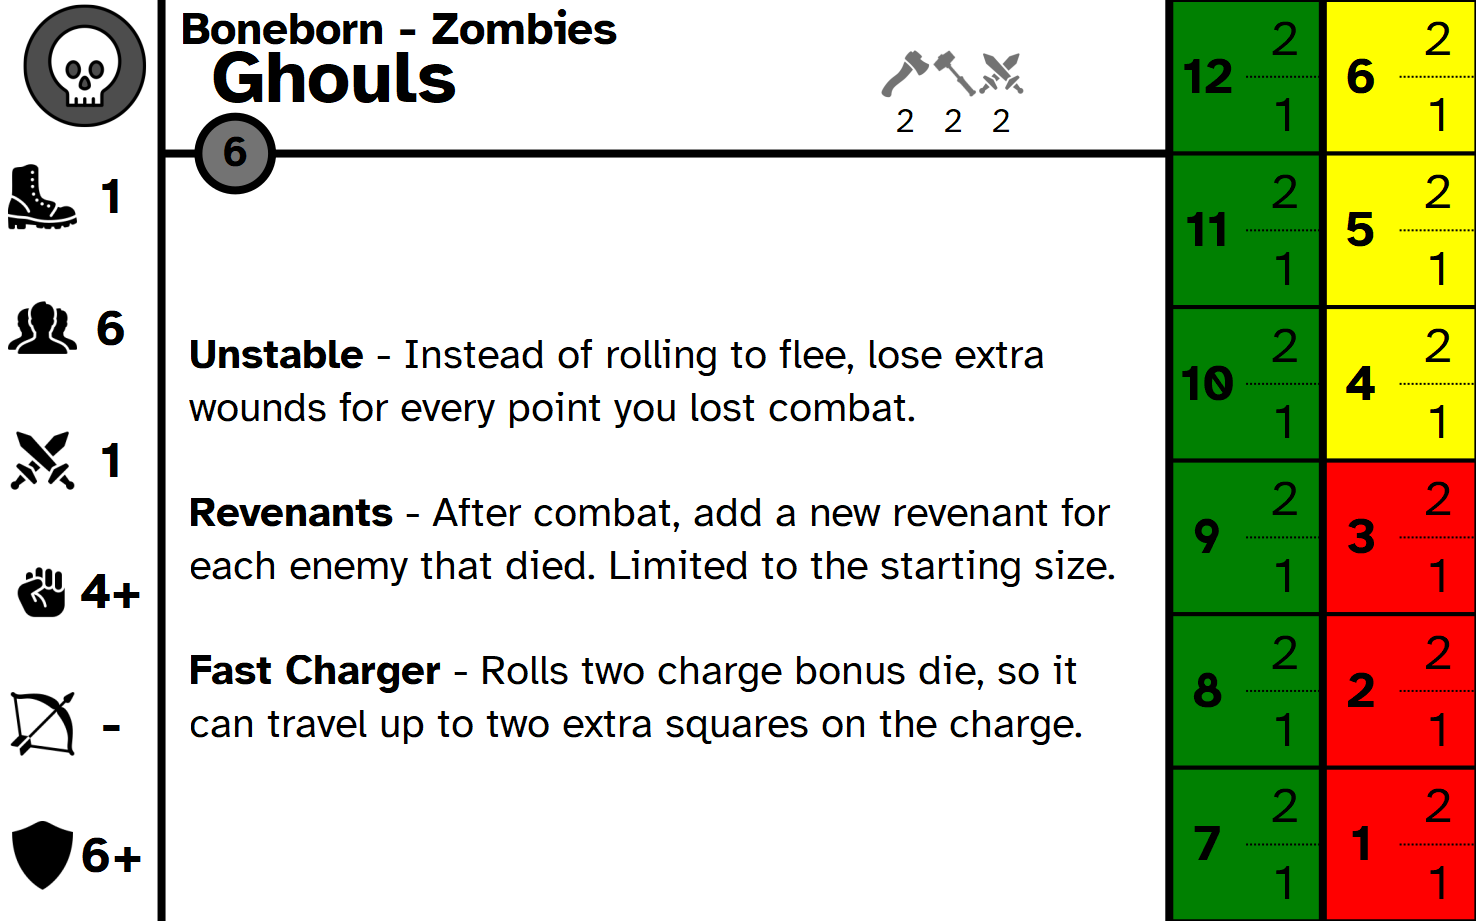 Boneborn - Zombies
Ghouls
2 2 2
6
1
6
1
4+
-
6+
Unstable - Instead of rolling to flee, lose extra
wounds for every point you lost combat.
Revenants - After combat, add a new revenant for
each enemy that died. Limited to the starting size.
Fast Charger - Rolls two charge bonus die, so it
can travel up to two extra squares on the charge.
12 2 1
6 2 1
11 2 1
5 2 1
10 2 1
4 2 1
9 2 1
3 2 1
8 2 1
2 2 1
7 2 1
1 2 1